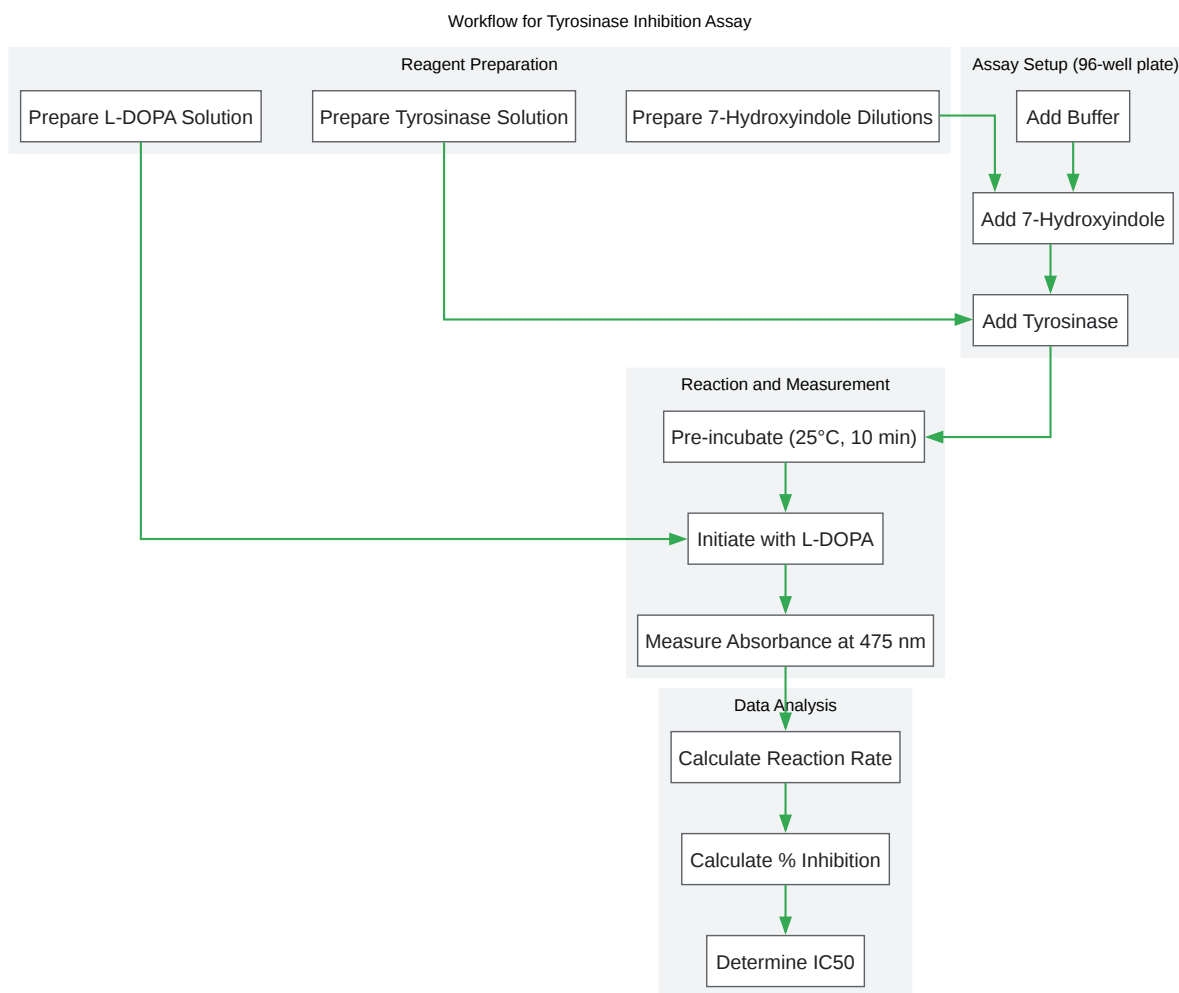 Workflow for Tyrosinase Inhibition Assay
Reagent Preparation
Prepare L-DOPA Solution
Prepare Tyrosinase Solution
Prepare 7-Hydroxyindole Dilutions
Assay Setup (96-well plate)
Add Buffer
Add 7-Hydroxyindole
Add Tyrosinase
Reaction and Measurement
Pre-incubate (25°C, 10 min)
Initiate with L-DOPA
Measure Absorbance at 475 nm
Data Analysis
Calculate Reaction Rate
Calculate % Inhibition
Determine IC50